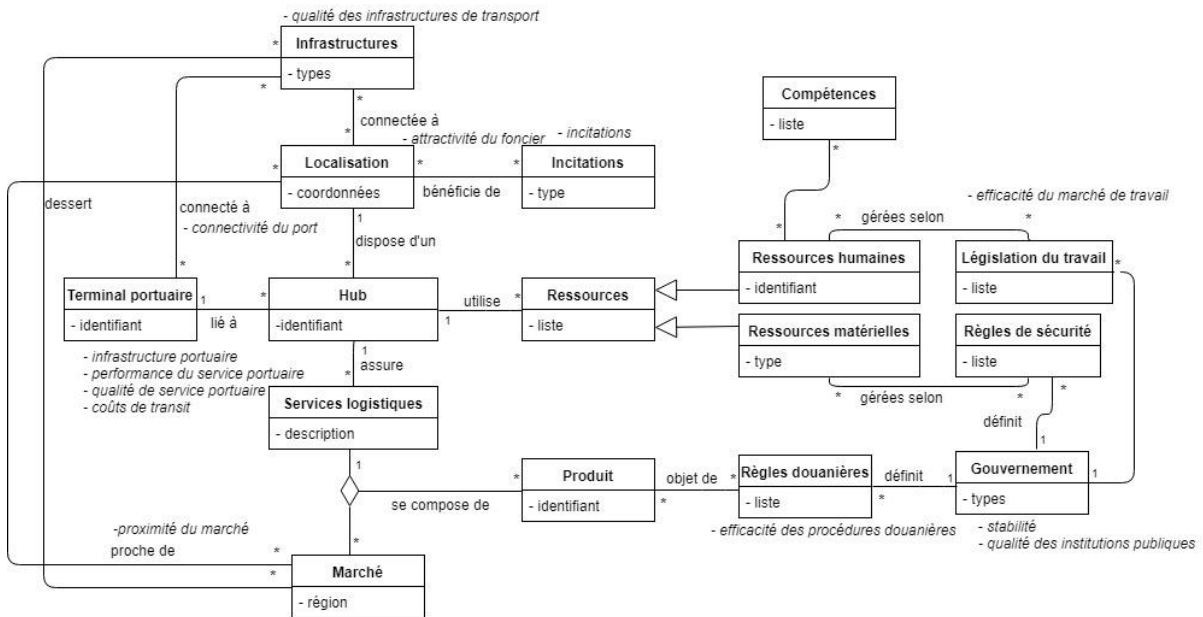 - qualité des infrastructures de transport
*
Infrastructures
- types
*
*
*
connectée à
- attractivité du foncier
- incitations
Compétences
- liste
*
*
Localisation
- coordonnées
*
*
bénéficie de
Incitations
- type
dessert
connecté à
- connectivité du port
1
dispose d'un
*
- efficacité du marché de travail
*
gérées selon
*
*
Ressources humaines
- identifiant
Législation du travail
- liste
*
*
Terminal portuaire
- identifiant
1
lié à
*
Hub
-identifiant
utilise
1
*
Ressources
- liste
Ressources matérielles
- type
Règles de sécurité
- liste
- infrastructure portuaire
- performance du service portuaire
- qualité de service portuaire
- coûts de transit
1
assure
*
*
gérées selon
*
*
Services logistiques
- description
définit
1
1
se compose de
*
Produit
- identifiant
objet de
*
*
Règles douanières
- liste
définit
*
1
Gouvernement
- types
1
- efficacité des procédures douanières
- stabilité
- qualité des institutions publiques
-proximité du marché
proche de
*
*
*
Marché
- région